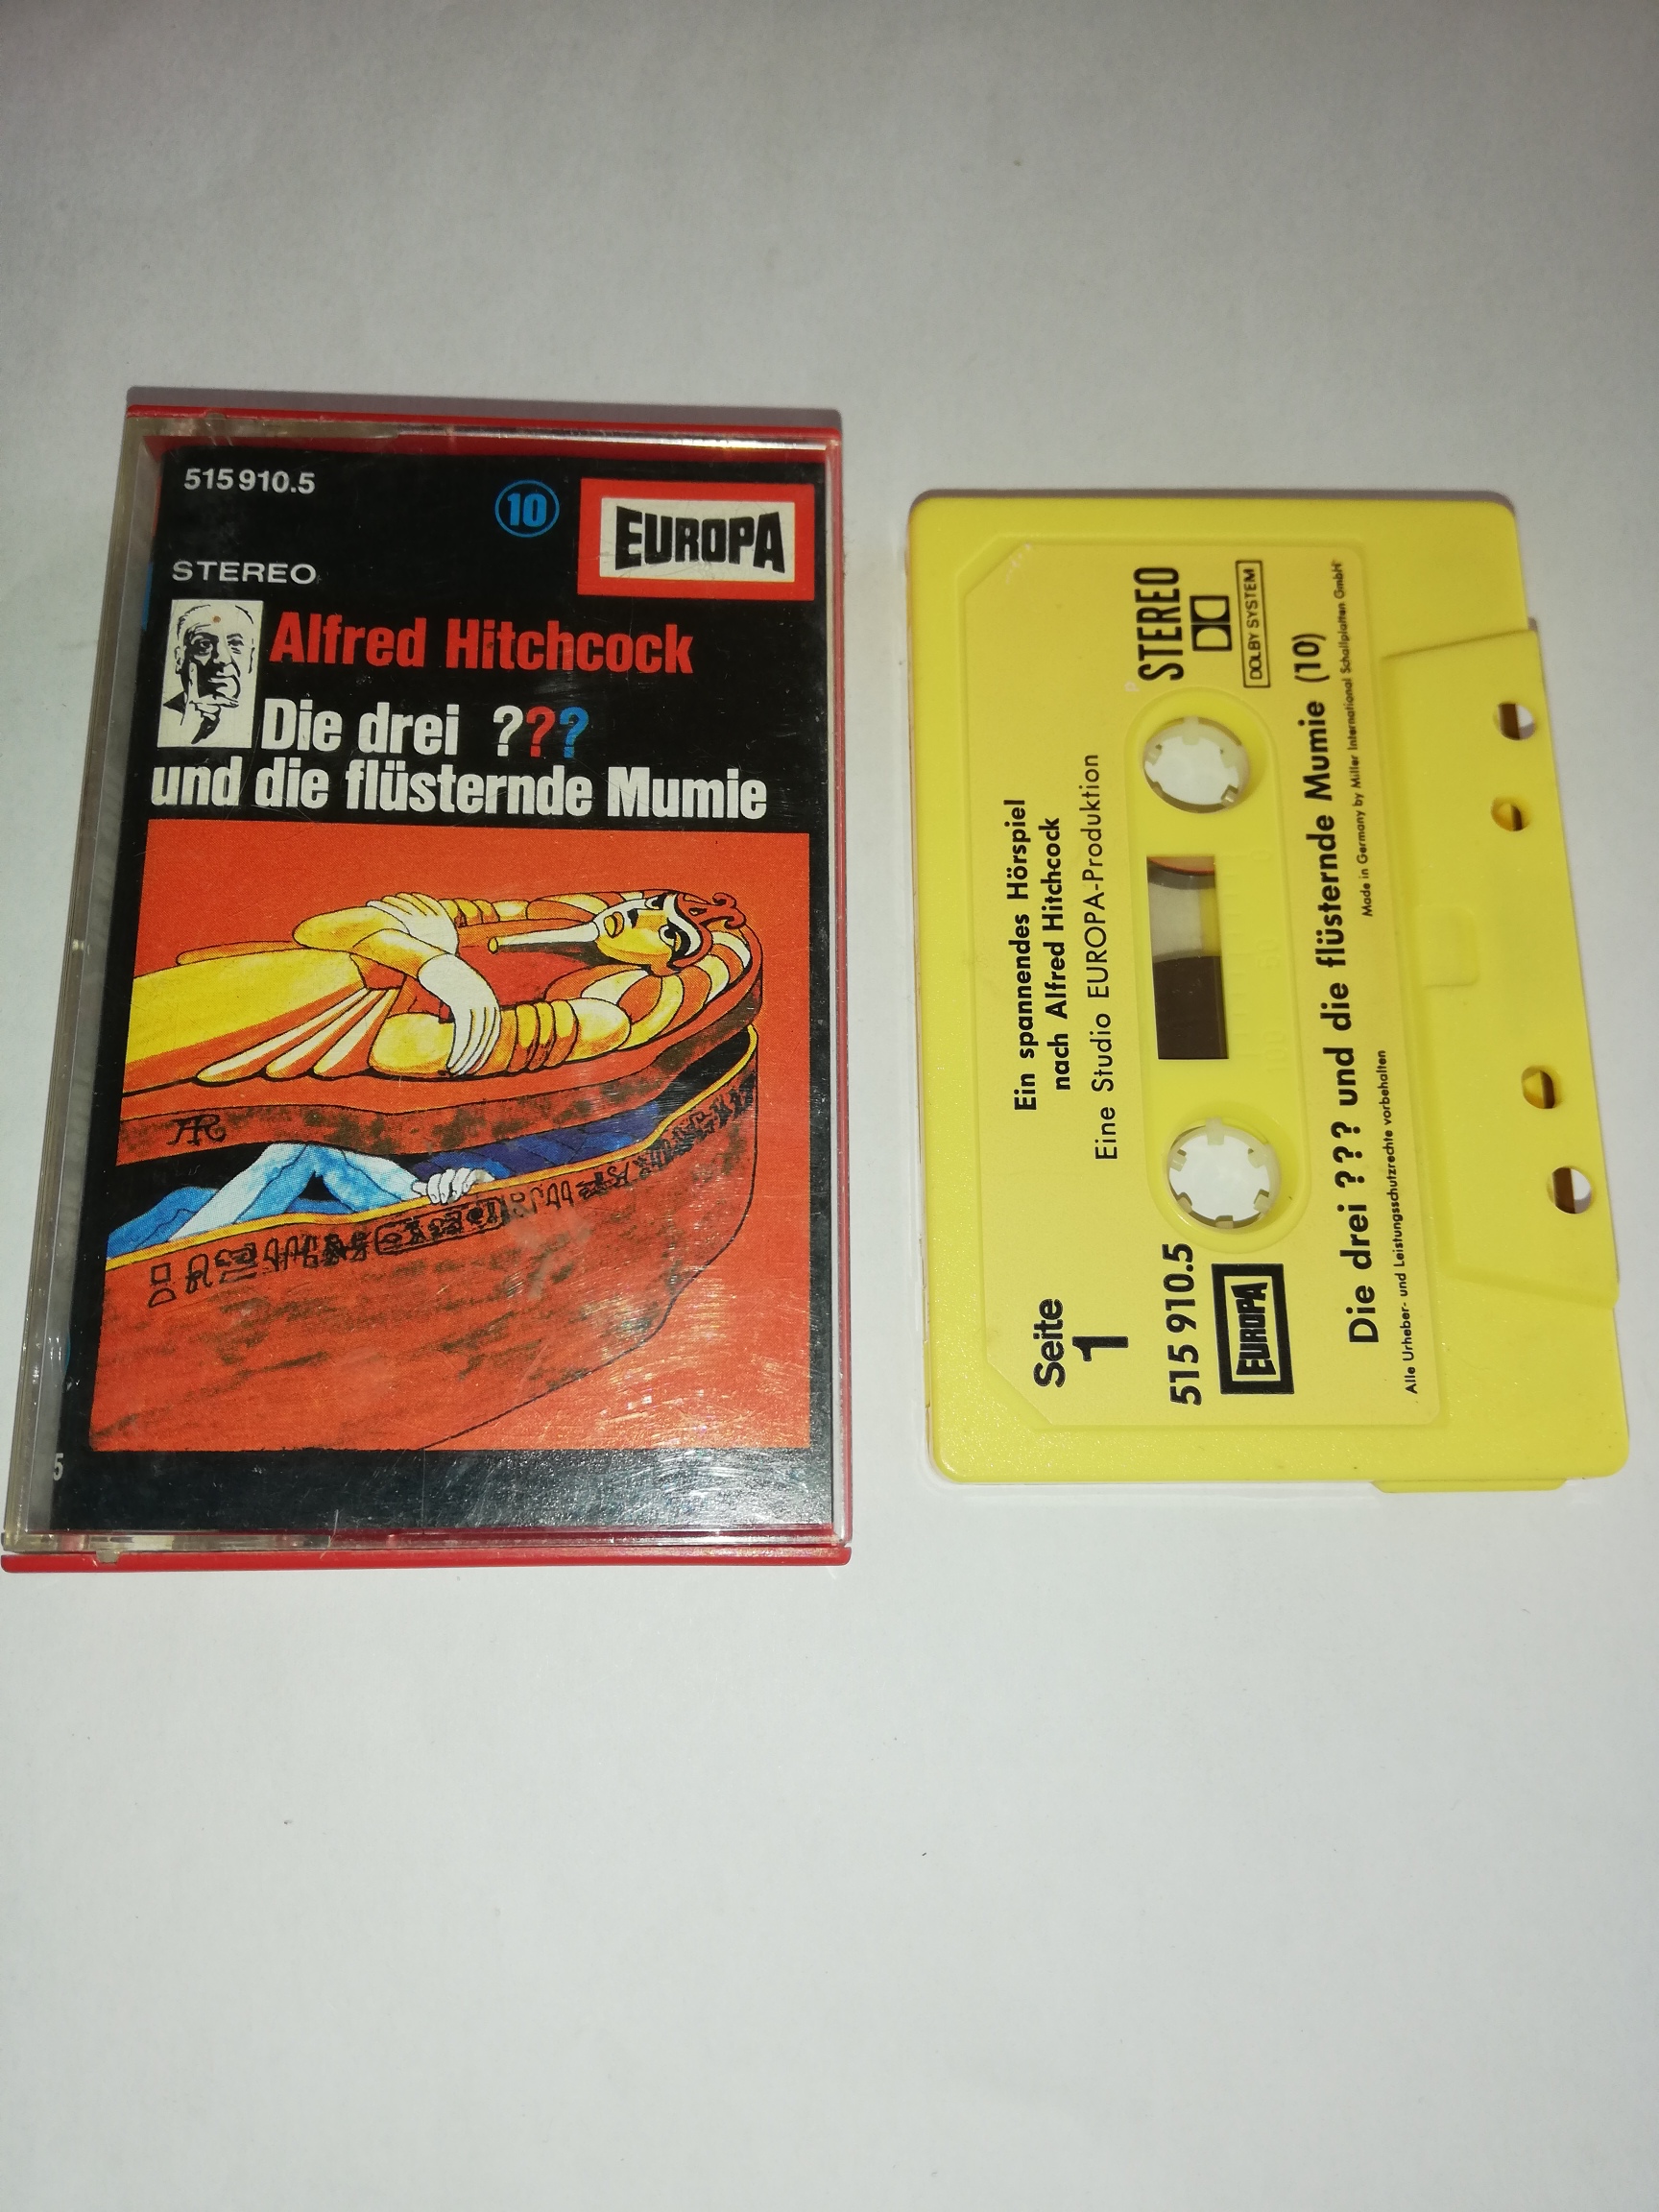 515 910.5
10
EUROPA
STEREO
Alfred Hitchcock
Die drei ???
und die flüsternde Mumie
AR
5
Ein spannendes Hörspiel
nach Alfred Hitchcock
Eine Studio EUROPA-Produktion
Seite
1
STEREO
DOLBY SYSTEM
515 910.5
EUROPA
Die drei ??? und die flüsternde Mumie (10)
Made in Germany by Miller International Schallplatten GmbH
Alle Urheber- und Leistungsschutzrechte vorbehalten